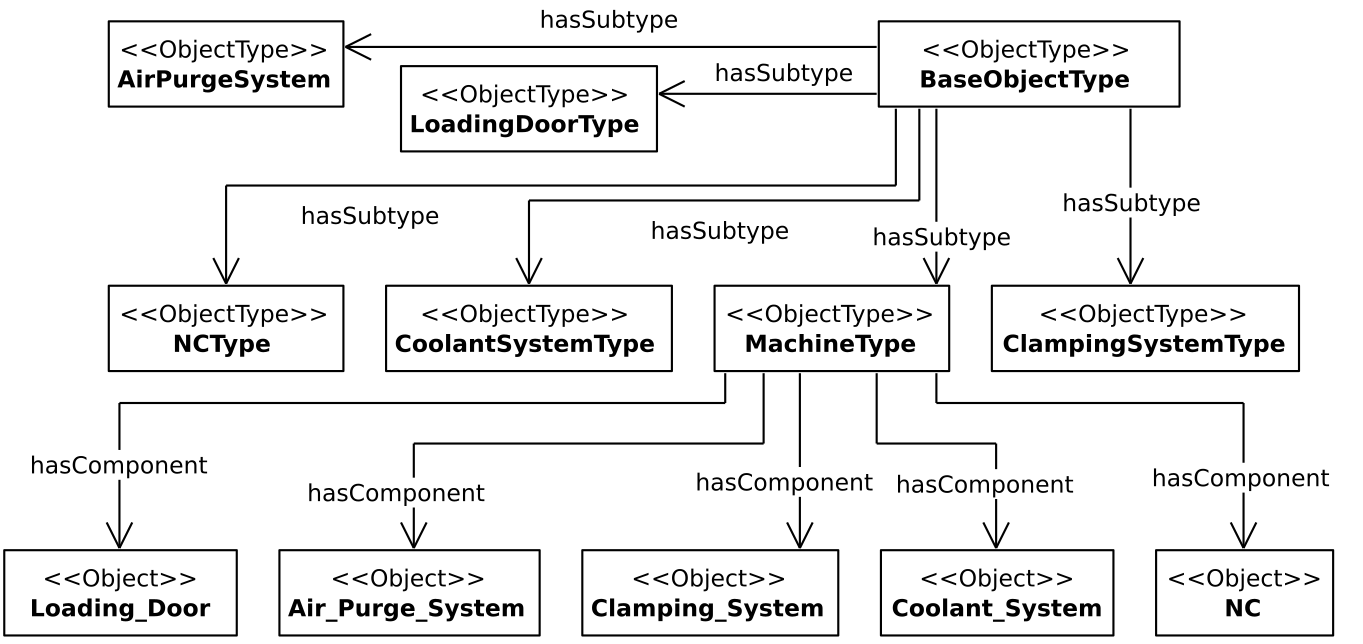 hasSubtype
<<ObjectType>>
AirPurgeSystem
<<ObjectType>>
BaseObjectType
hasSubtype
<<ObjectType>>
LoadingDoorType
hasSubtype
hasSubtype
hasSubtype
hasSubtype
<<ObjectType>>
NCType
<<ObjectType>>
CoolantSystemType
<<ObjectType>>
MachineType
<<ObjectType>>
ClampingSystemType
hasComponent
hasComponent
hasComponent
hasComponent
hasComponent
<<Object>>
Loading_Door
<<Object>>
Air_Purge_System
<<Object>>
Clamping_System
<<Object>>
Coolant_System
<<Object>>
NC